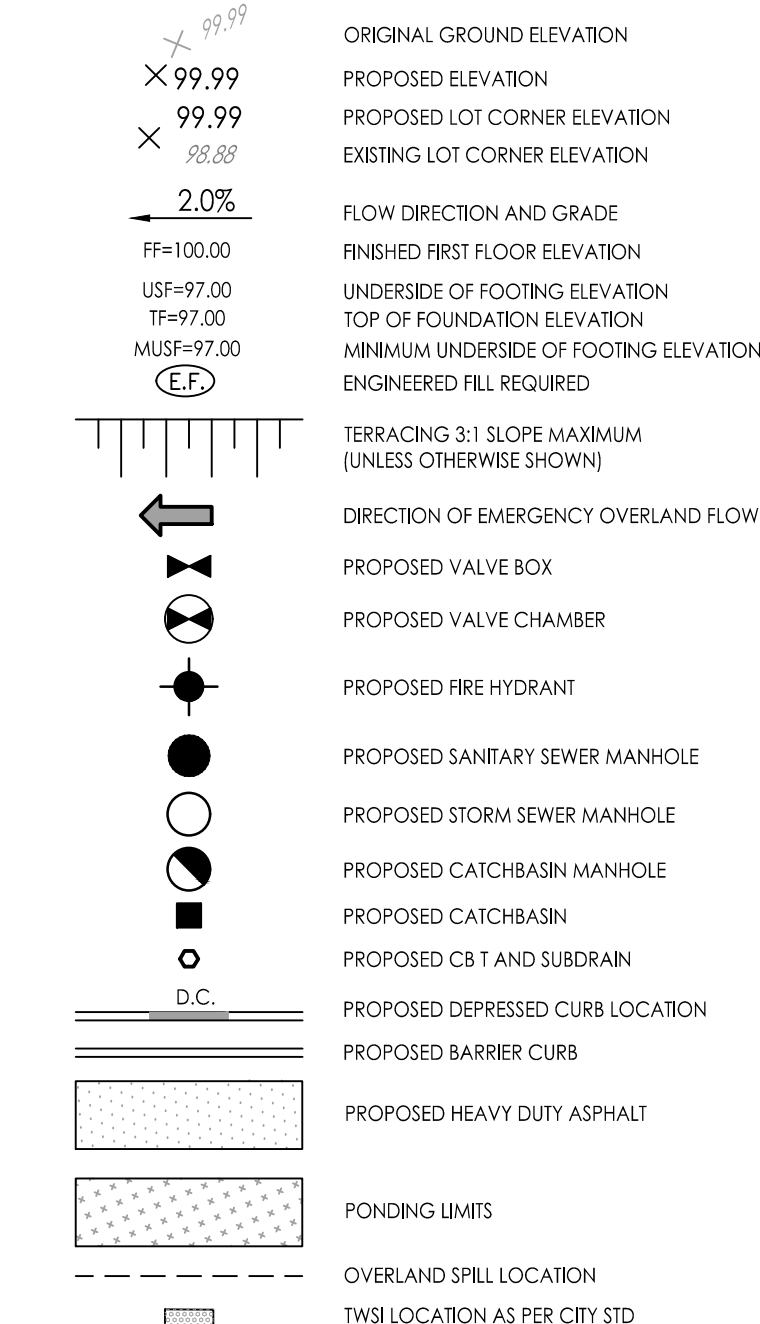 99.99 ORIGINAL GROUND ELEVATION
99.99 PROPOSED ELEVATION
99.99 PROPOSED LOT CORNER ELEVATION
98.88 EXISTING LOT CORNER ELEVATION
2.0% FLOW DIRECTION AND GRADE
FF=100.00 FINISHED FIRST FLOOR ELEVATION
USF=97.00 UNDERSIDE OF FOOTING ELEVATION
TF=97.00 TOP OF FOUNDATION ELEVATION
MUSF=97.00 MINIMUM UNDERSIDE OF FOOTING ELEVATION
E.F. ENGINEERED FILL REQUIRED
TERRACING 3:1 SLOPE MAXIMUM
(UNLESS OTHERWISE SHOWN)
DIRECTION OF EMERGENCY OVERLAND FLOW
PROPOSED VALVE BOX
PROPOSED VALVE CHAMBER
PROPOSED FIRE HYDRANT
PROPOSED SANITARY SEWER MANHOLE
PROPOSED STORM SEWER MANHOLE
PROPOSED CATCHBASIN MANHOLE
PROPOSED CATCHBASIN
PROPOSED CB T AND SUBDRAIN
D.C. PROPOSED DEPRESSED CURB LOCATION
PROPOSED BARRIER CURB
PROPOSED HEAVY DUTY ASPHALT
PONDING LIMITS
OVERLAND SPILL LOCATION
TWSI LOCATION AS PER CITY STD